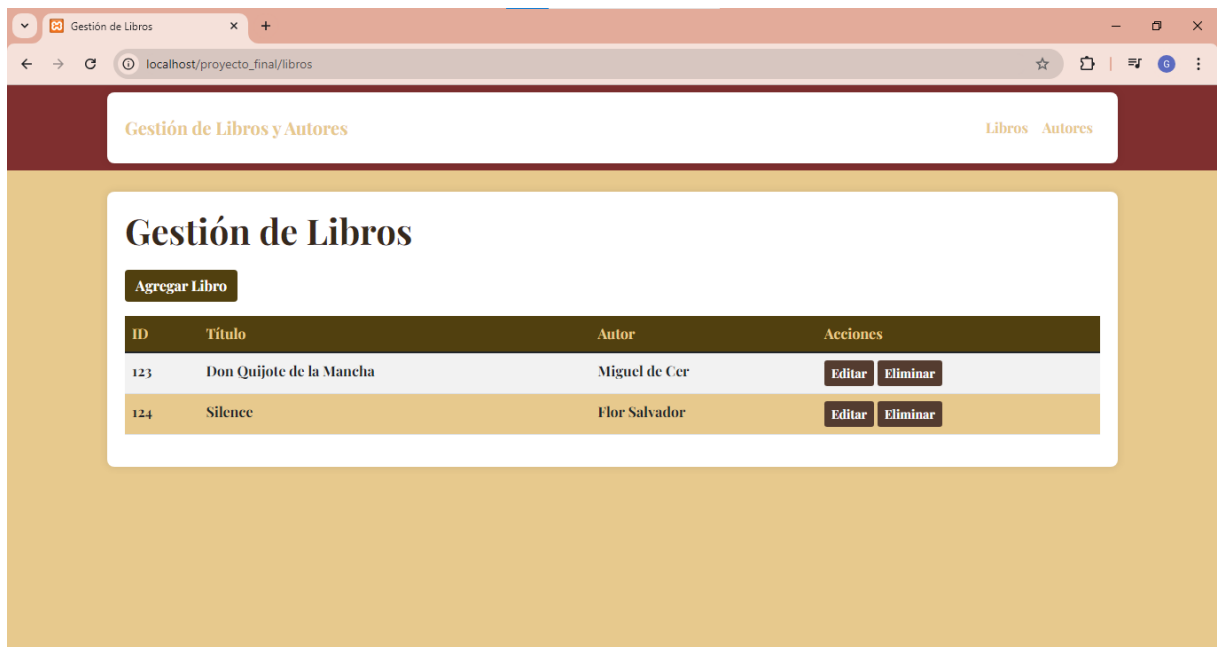 Gestión de Libros
localhost/proyecto_final/libros
G
Gestión de Libros y Autores
Libros Autores
Gestión de Libros
Agregar Libro
ID Título Autor Acciones
123 Don Quijote de la Mancha Miguel de Cer Editar Eliminar
124 Silence Flor Salvador Editar Eliminar